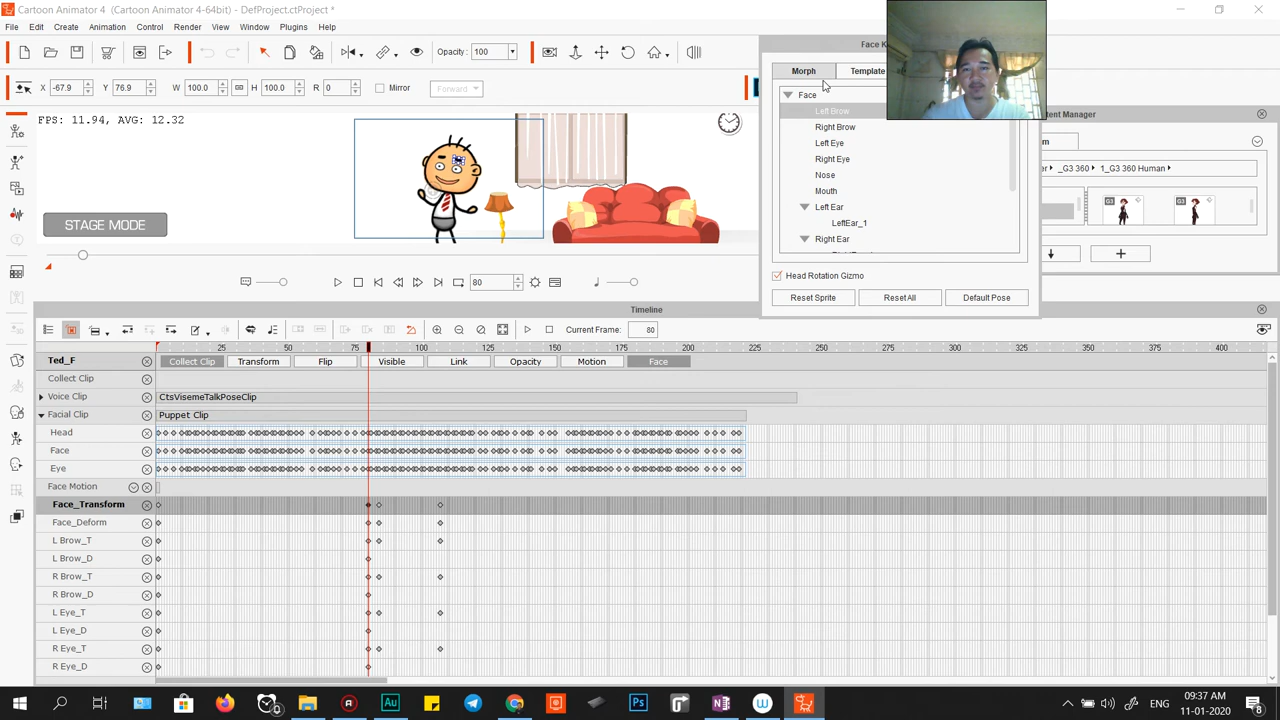 Cartoon Animator 4 (Cartoon Animator 4-64bit) - DefProject.ctProject *
File Edit Create Animation Control Render View Window Plugins Help
Opacity: 100
X -67.9 Y 76.9 W 100.0 H 100.0 R 0 Mirror Forward
FPS: 11.94, AVG: 12.32
STAGE MODE
80
Face K
Morph Template
Face
Left Brow
Right Brow
Left Eye
Right Eye
Nose
Mouth
Left Ear
LeftEar_1
Right Ear
Head Rotation Gizmo
Reset Sprite Reset All Default Pose
tent Manager
m
er _G3 360 1_G3 360 Human
G3 G3
Timeline
Current Frame: 80
25 50 75 100 125 150 175 200 225 250 275 300 325 350 375 400
Ted_F Collect Clip Transform Flip Visible Link Opacity Motion Face
Collect Clip
Voice Clip CtsVisemeTalkPoseClip
Facial Clip Puppet Clip
Head
Face
Eye
Face Motion
Face_Transform
Face_Deform
L Brow_T
L Brow_D
R Brow_T
R Brow_D
L Eye_T
L Eye_D
R Eye_T
R Eye_D
Au Ps N W
ENG
09:37 AM
11-01-2020
8